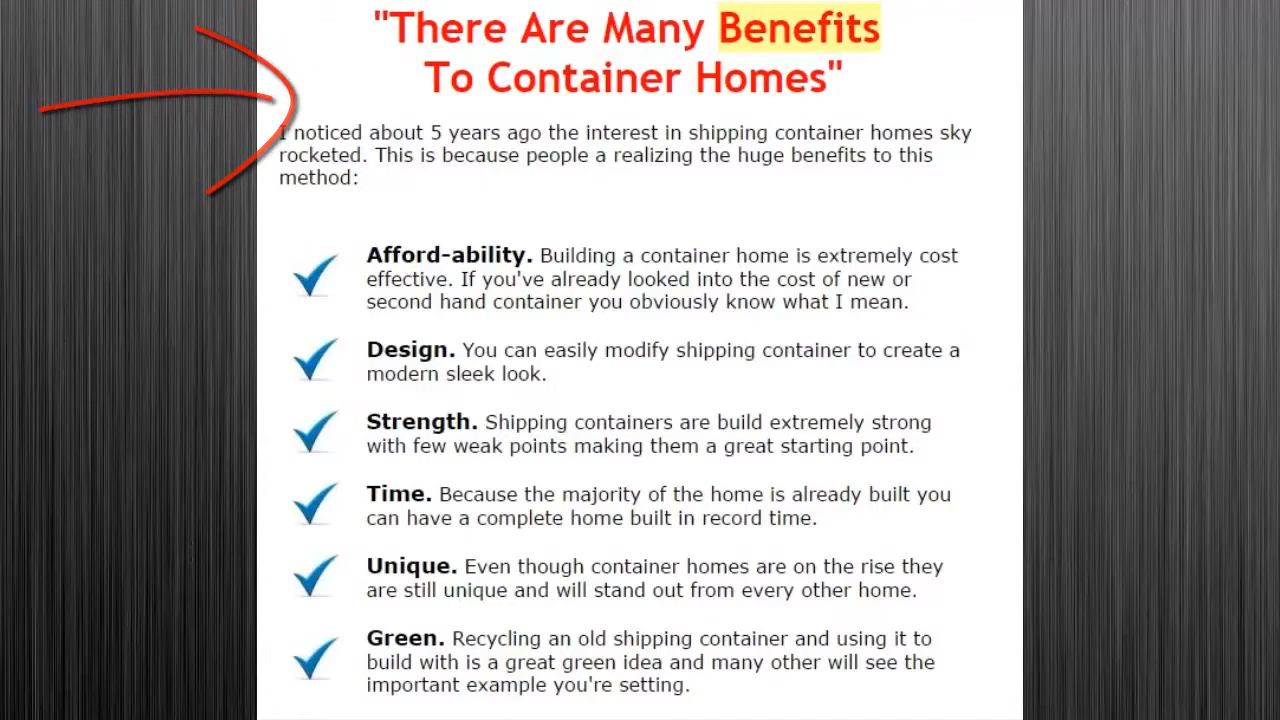 "There Are Many Benefits
To Container Homes"
I noticed about 5 years ago the interest in shipping container homes sky
rocketed. This is because people a realizing the huge benefits to this
method:
Afford-ability. Building a container home is extremely cost
effective. If you've already looked into the cost of new or
second hand container you obviously know what I mean.
Design. You can easily modify shipping container to create a
modern sleek look.
Strength. Shipping containers are build extremely strong
with few weak points making them a great starting point.
Time. Because the majority of the home is already built you
can have a complete home built in record time.
Unique. Even though container homes are on the rise they
are still unique and will stand out from every other home.
Green. Recycling an old shipping container and using it to
build with is a great green idea and many other will see the
important example you're setting.